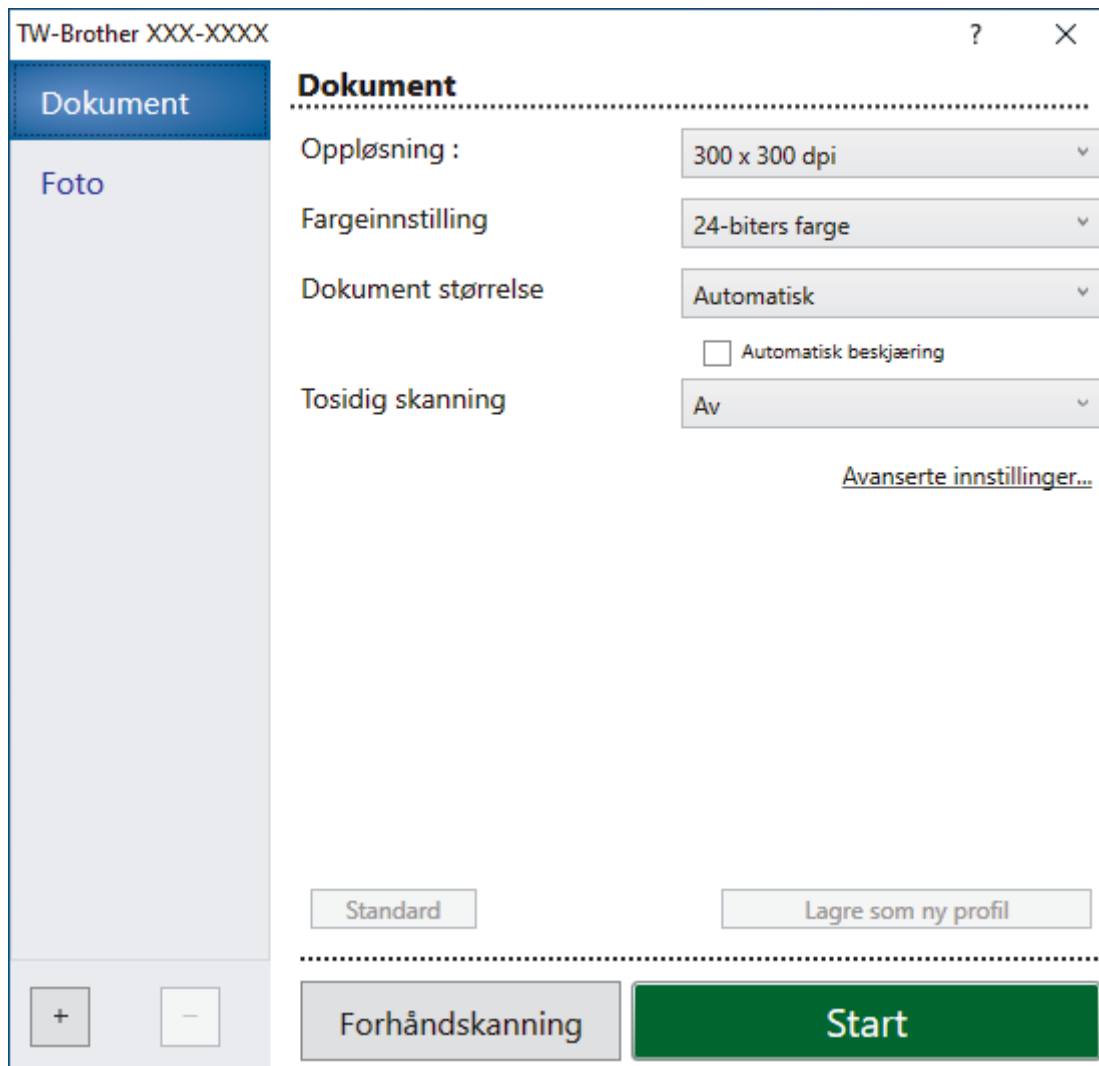 TW-Brother XXX-XXXX ?
Dokument
Foto
Dokument
Oppløsning : 300 x 300 dpi
Fargeinnstilling 24-biters farge
Dokument størrelse Automatisk
Automatisk beskjæring
Tosidig skanning Av
Avanserte innstillinger...
Standard Lagre som ny profil
+ −
Forhåndskanning Start